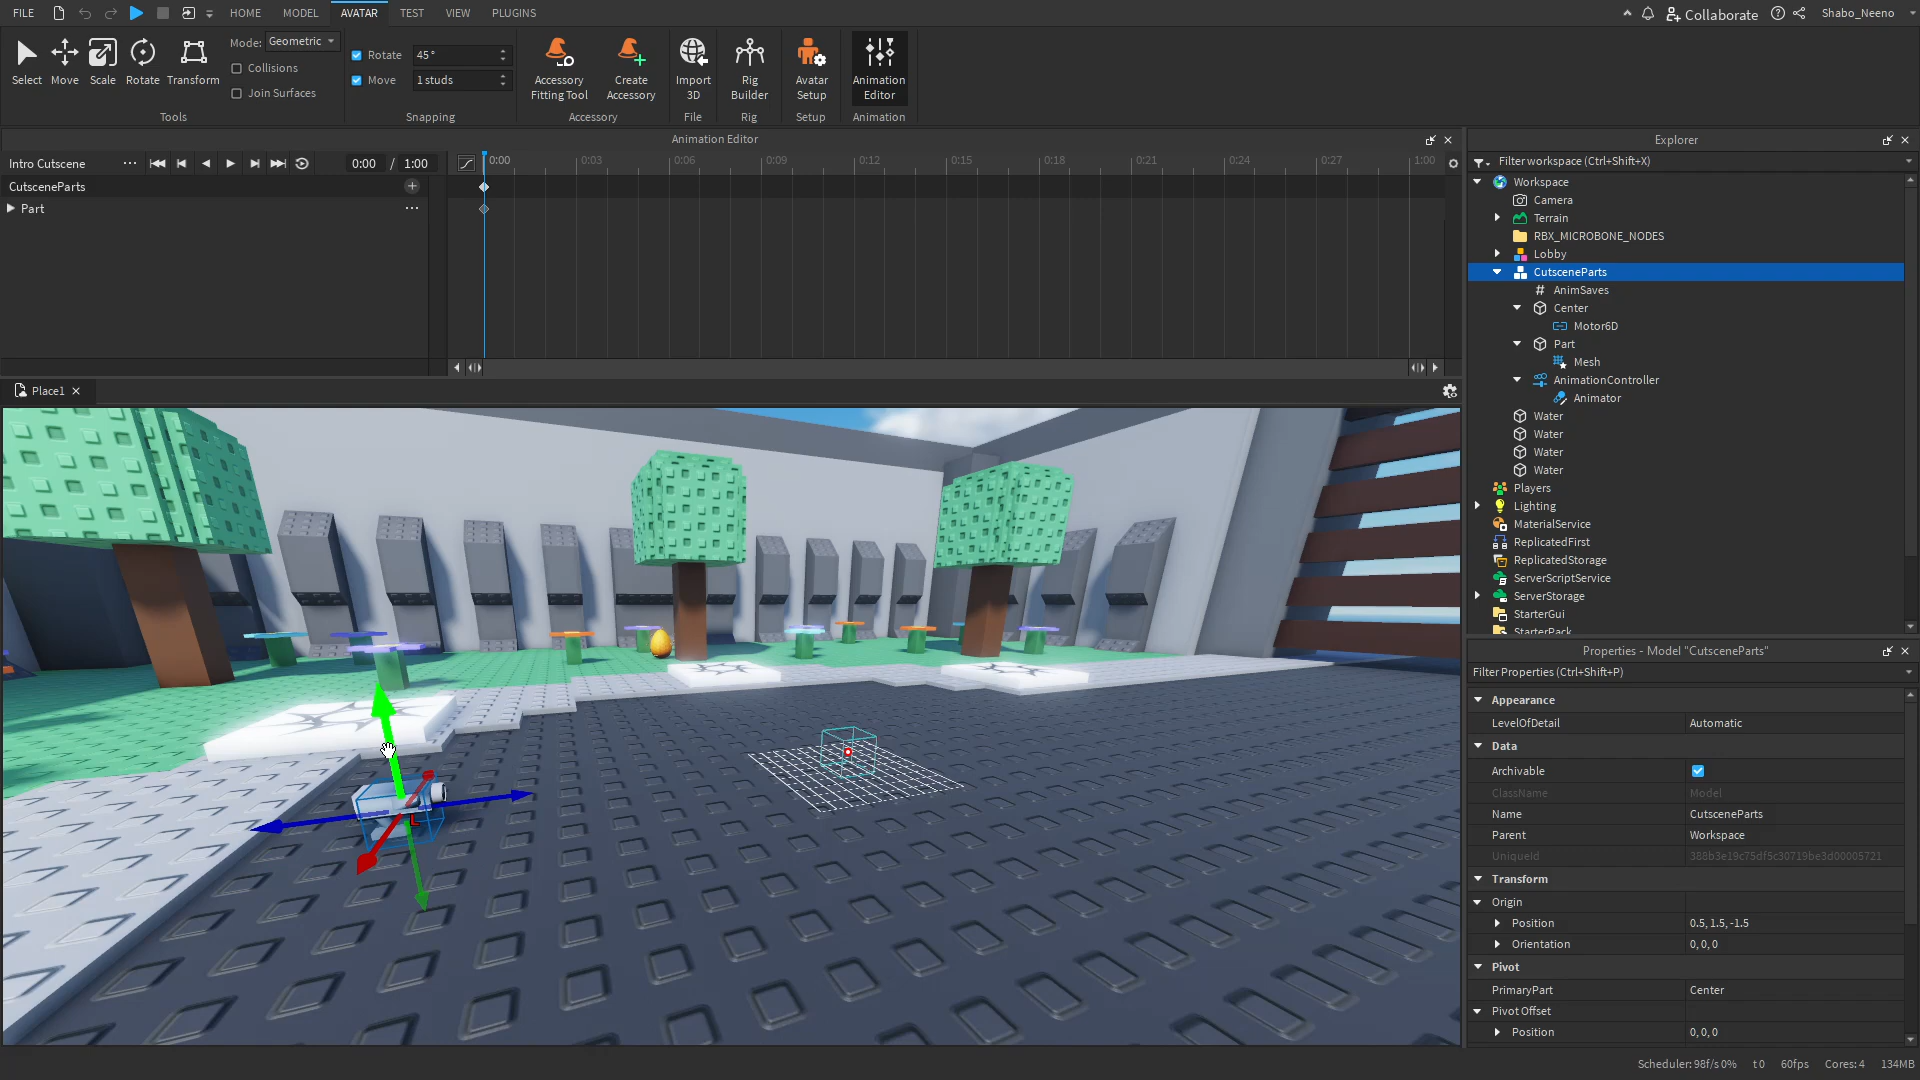 FILE HOME MODEL AVATAR TEST VIEW PLUGINS Collaborate Shabo_Neeno
Select Move Scale Rotate Transform
Mode: Geometric
Collisions
Join Surfaces
Tools
Rotate 45°
Move 1 studs
Snapping
Accessory Fitting Tool
Create Accessory
Accessory
Import 3D
File
Rig Builder
Rig
Avatar Setup
Setup
Animation Editor
Animation
Animation Editor
Intro Cutscene 0:00 / 1:00
0:00 0:03 0:06 0:09 0:12 0:15 0:18 0:21 0:24 0:27 1:00
CutsceneParts
Part
Place1
Explorer
Filter workspace (Ctrl+Shift+X)
Workspace
Camera
Terrain
RBX_MICROBONE_NODES
Lobby
CutsceneParts
AnimSaves
Center
Motor6D
Part
Mesh
AnimationController
Animator
Water
Water
Water
Water
Players
Lighting
MaterialService
ReplicatedFirst
ReplicatedStorage
ServerScriptService
ServerStorage
StarterGui
StarterPack
Properties - Model "CutsceneParts"
Filter Properties (Ctrl+Shift+P)
Appearance
LevelOfDetail Automatic
Data
Archivable
ClassName Model
Name CutsceneParts
Parent Workspace
UniqueId 388b3e19c75df5c30719be3d00005721
Transform
Origin
Position 0.5, 1.5, -1.5
Orientation 0, 0, 0
Pivot
PrimaryPart Center
Pivot Offset
Position 0, 0, 0
Scheduler: 98f/s 0% t 0 60fps Cores: 4 134MB